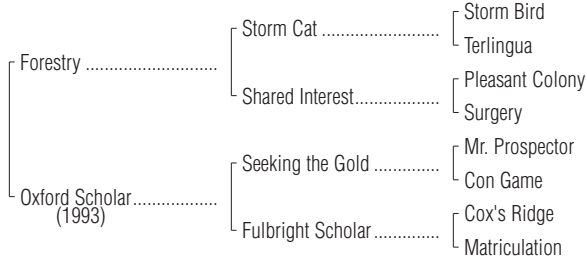 Storm Bird
Storm Cat ........................
Terlingua
Forestry ...........................
Pleasant Colony
Shared Interest.................
Surgery
Mr. Prospector
Seeking the Gold .............
Con Game
Oxford Scholar.................
(1993)
Cox's Ridge
Fulbright Scholar.............
Matriculation